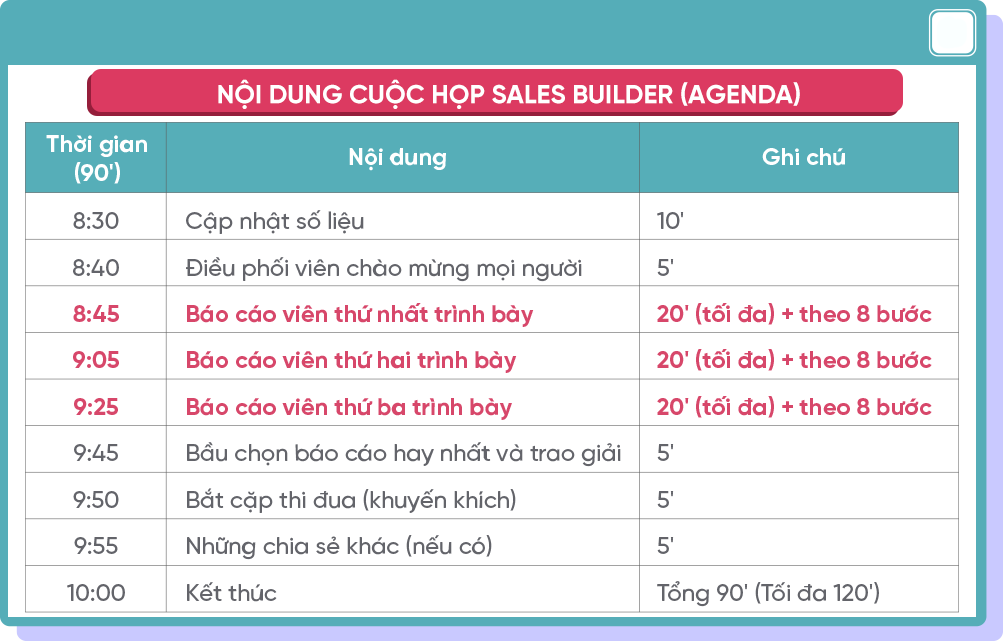 NỘI DUNG CUỘC HỌP SALES BUILDER (AGENDA)
Thời gian (90') Nội dung Ghi chú
8:30 Cập nhật số liệu 10'
8:40 Điều phối viên chào mừng mọi người 5'
8:45 Báo cáo viên thứ nhất trình bày 20' (tối đa) + theo 8 bước
9:05 Báo cáo viên thứ hai trình bày 20' (tối đa) + theo 8 bước
9:25 Báo cáo viên thứ ba trình bày 20' (tối đa) + theo 8 bước
9:45 Bầu chọn báo cáo hay nhất và trao giải 5'
9:50 Bắt cặp thi đua (khuyến khích) 5'
9:55 Những chia sẻ khác (nếu có) 5'
10:00 Kết thúc Tổng 90' (Tối đa 120')